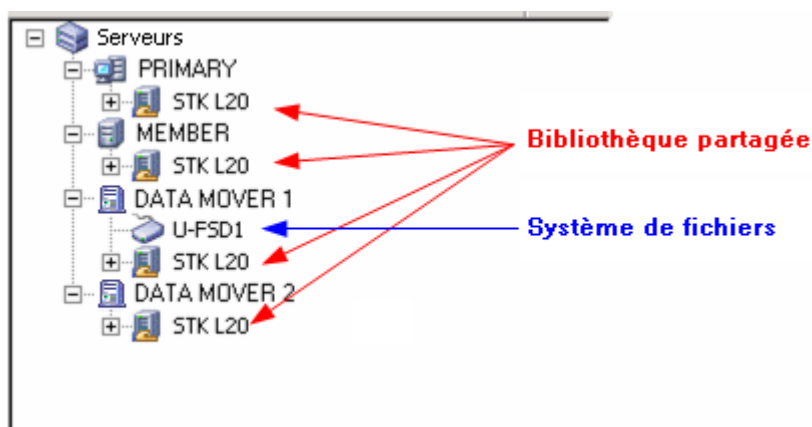 Serveurs
PRIMARY
STK L20
MEMBER
STK L20
DATA MOVER 1
U-FSD1
STK L20
DATA MOVER 2
STK L20
Bibliothèque partagée
Système de fichiers